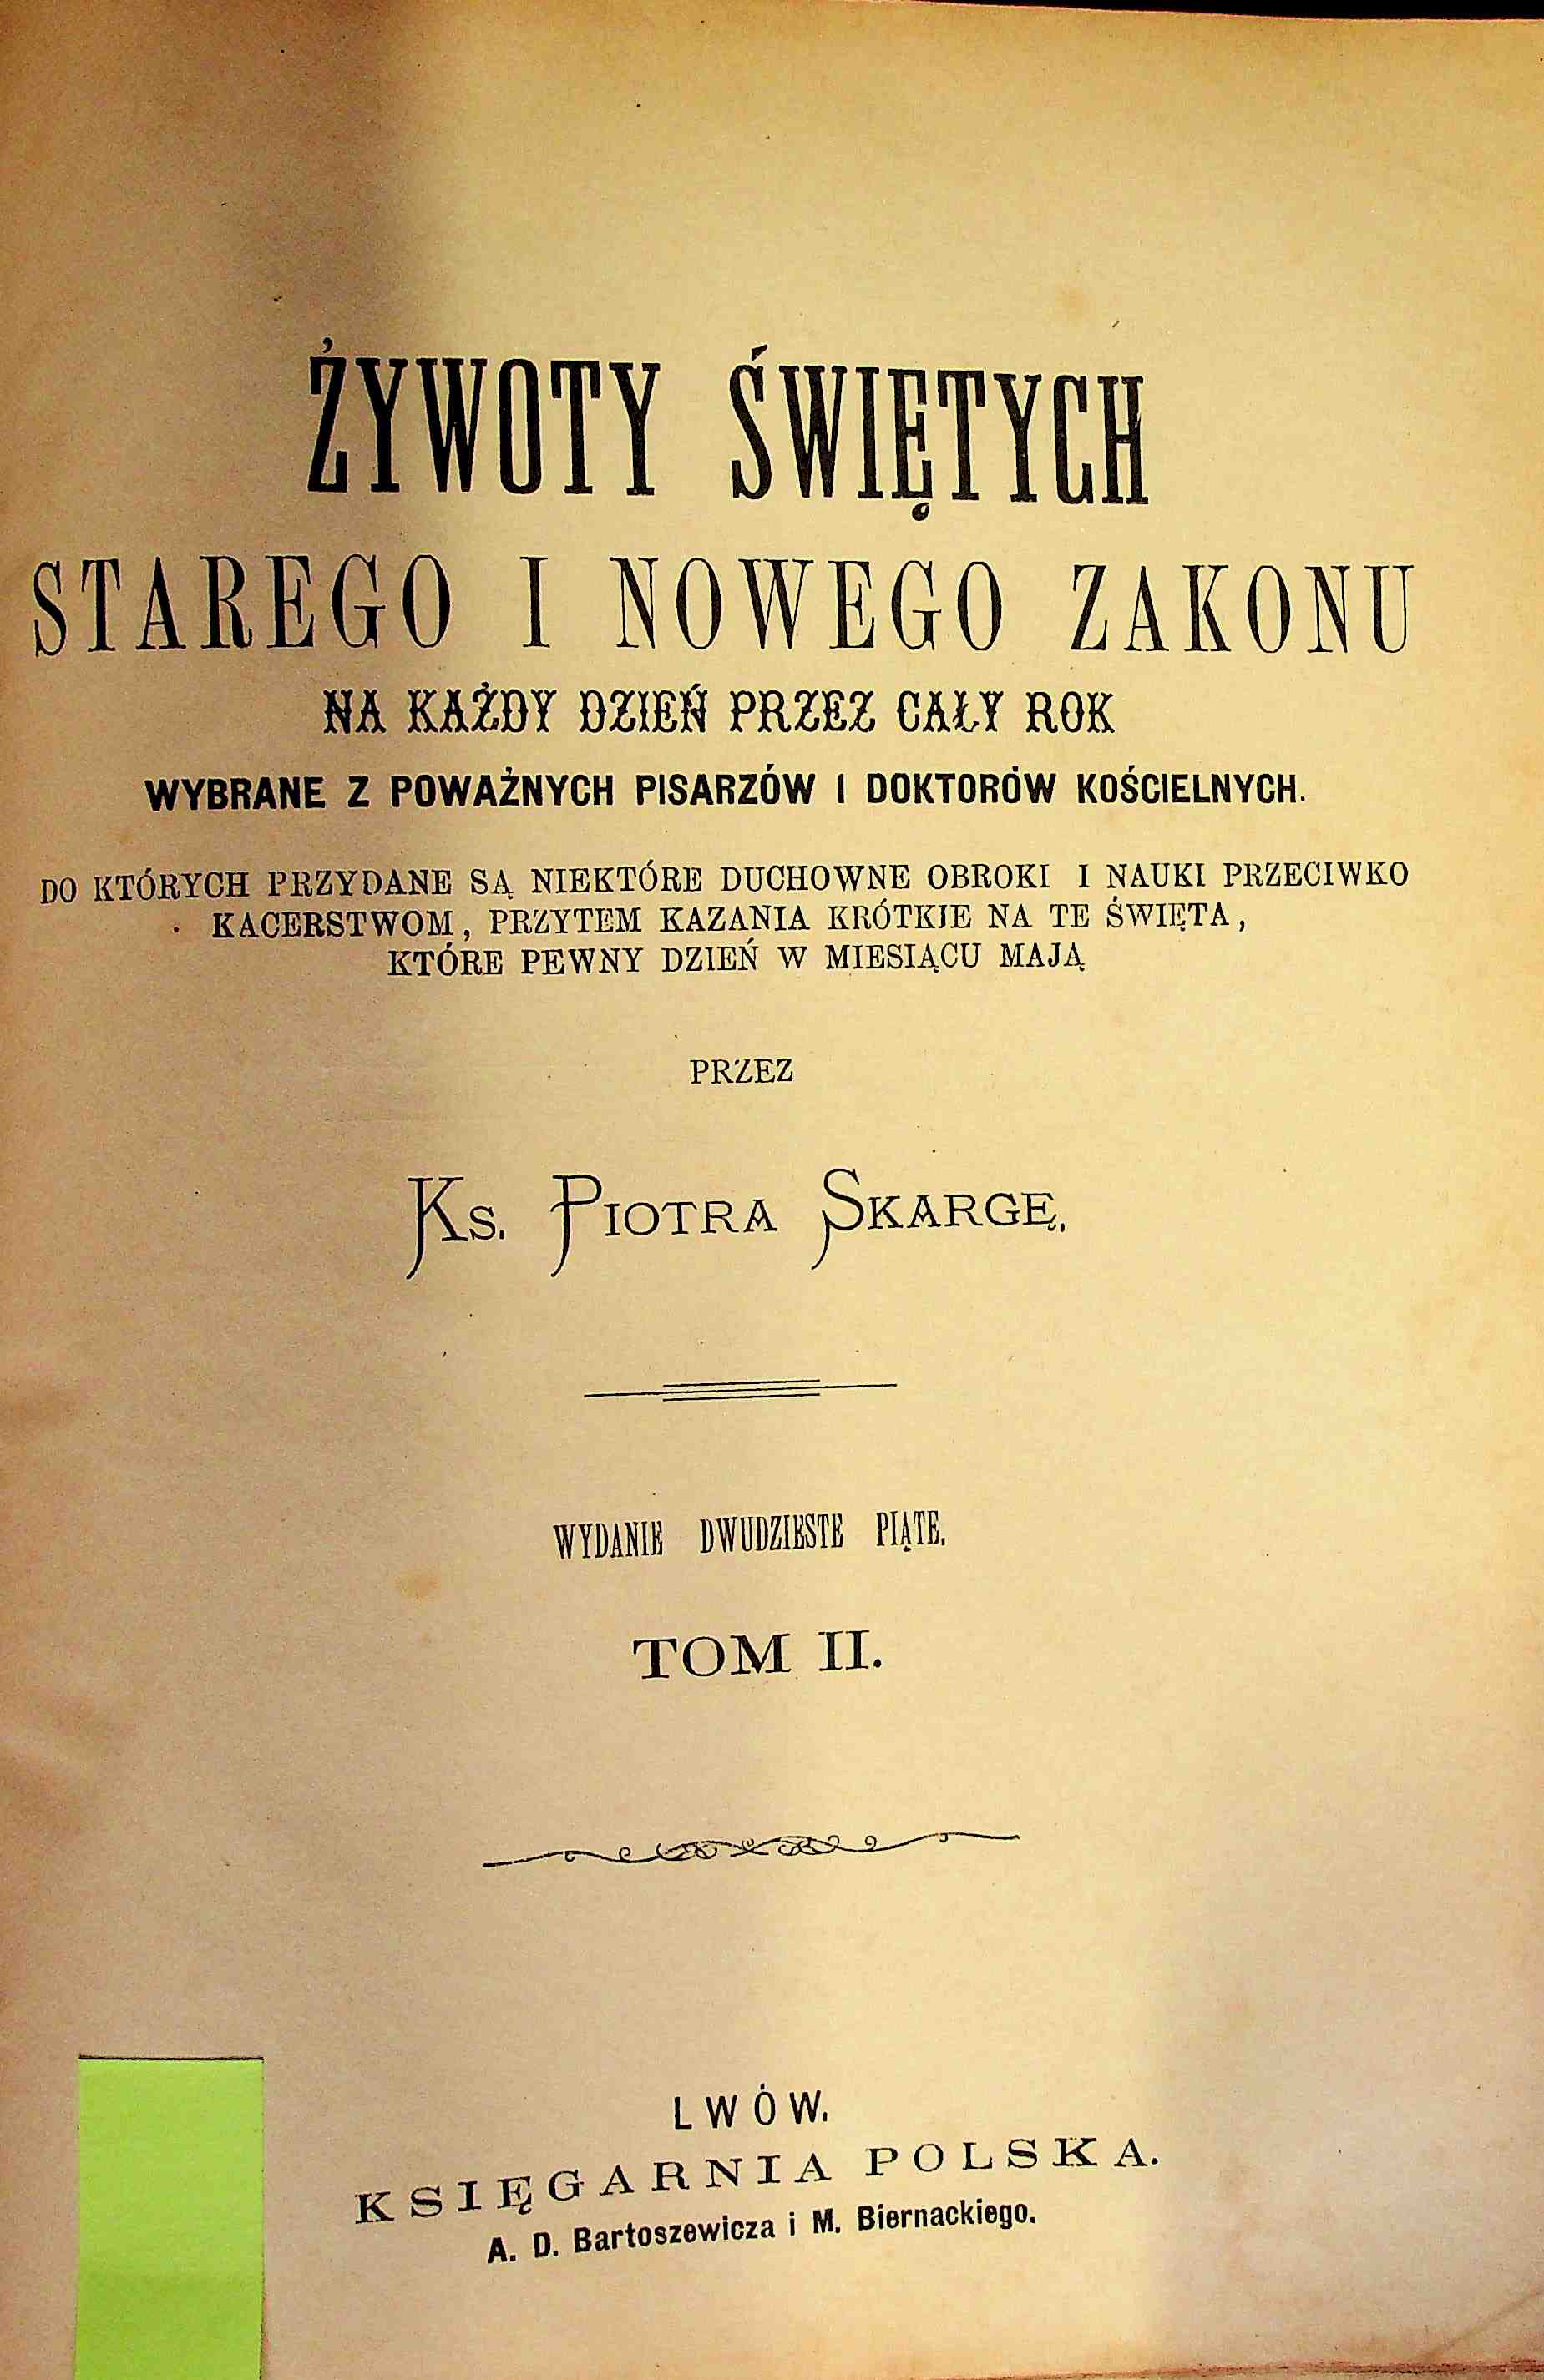 ŻYWOTY ŚWIĘTYCH
STAREGO I NOWEGO ZAKONU
NA KAŻDY DZIEŃ PRZEZ CAŁY ROK
WYBRANE Z POWAŻNYCH PISARZÓW I DOKTORÓW KOŚCIELNYCH.
DO KTÓRYCH PRZYDANE SĄ NIEKTÓRE DUCHOWNE OBROKI I NAUKI PRZECIWKO
KACERSTWOM, PRZYTEM KAZANIA KRÓTKIE NA TE ŚWIĘTA,
KTÓRE PEWNY DZIEŃ W MIESIĄCU MAJĄ
PRZEZ
KS. PIOTRA SKARGĘ.
WYDANIE DWUDZIESTE PIĄTE.
TOM II.
LWÓW.
KSIĘGARNIA POLSKA.
A. D. Bartoszewicza i M. Biernackiego.